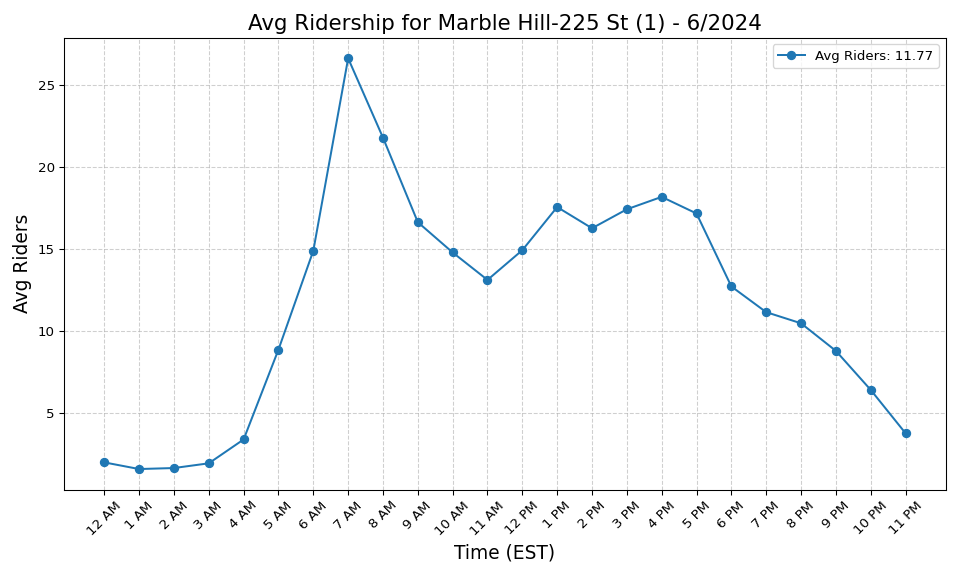 Avg Ridership for Marble Hill-225 St (1) - 6/2024
Avg Riders: 11.77
Avg Riders
25
20
15
10
5
12 AM
1 AM
2 AM
3 AM
4 AM
5 AM
6 AM
7 AM
8 AM
9 AM
10 AM
11 AM
12 PM
1 PM
2 PM
3 PM
4 PM
5 PM
6 PM
7 PM
8 PM
9 PM
10 PM
11 PM
Time (EST)